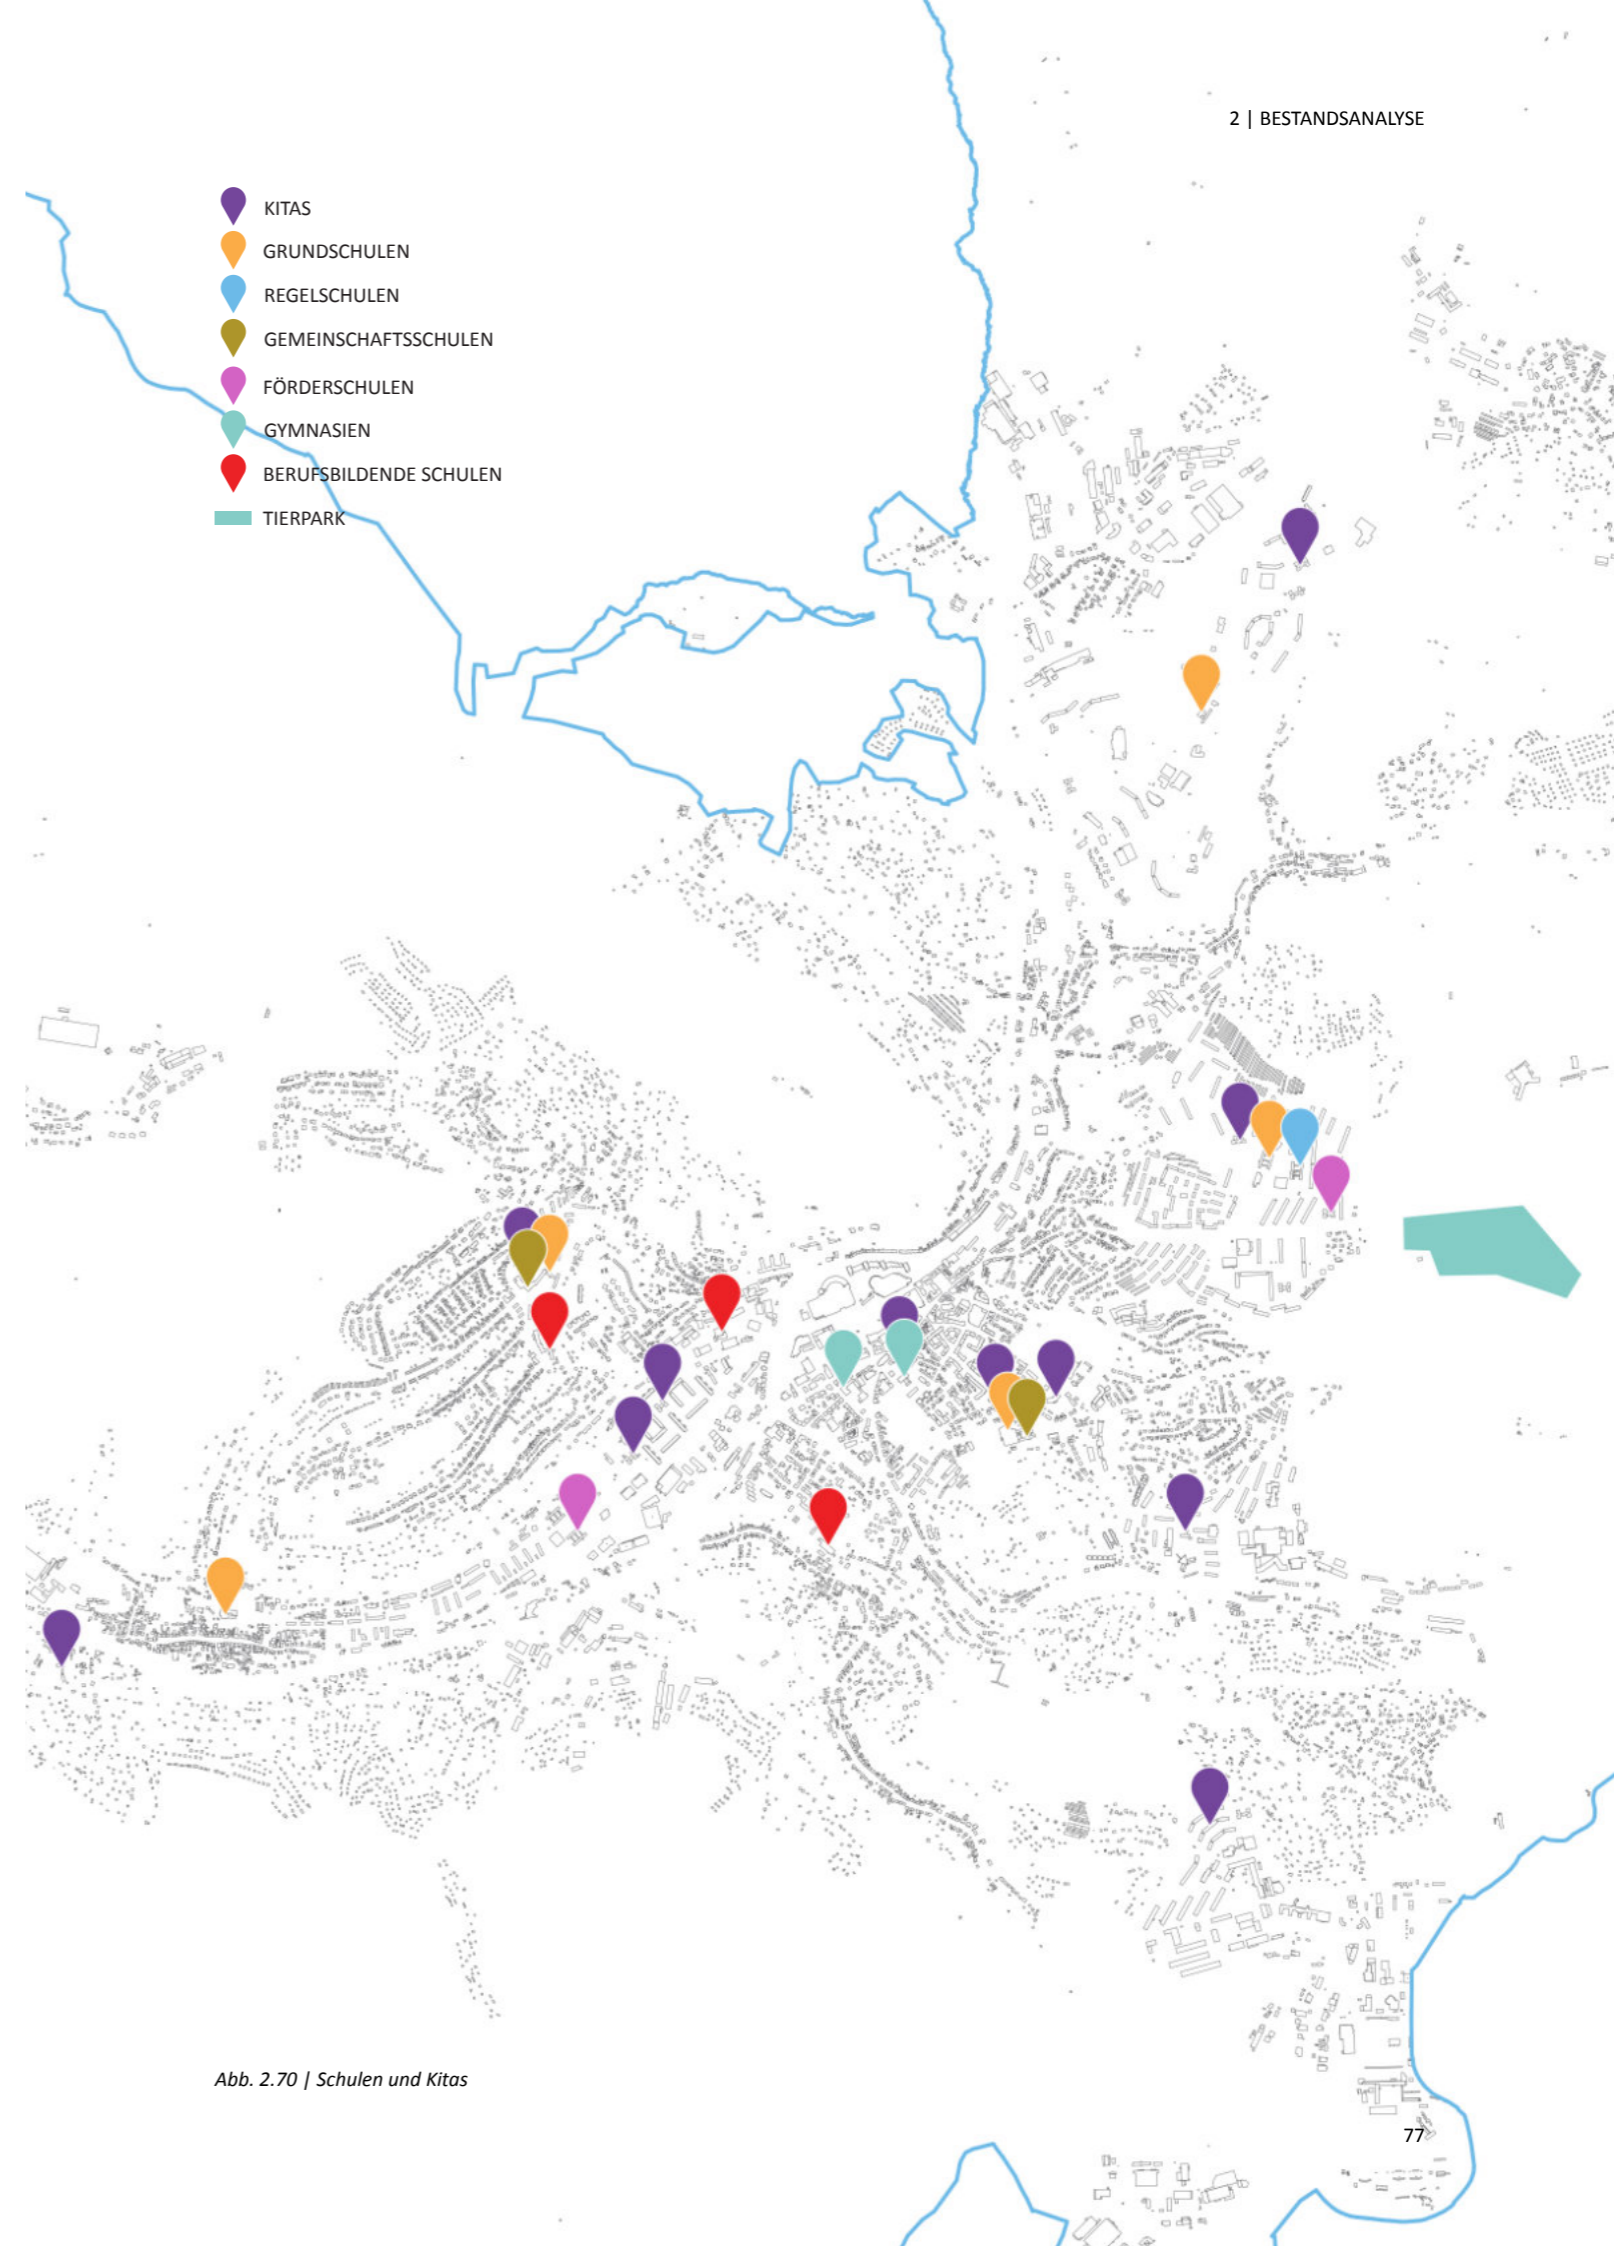 2 | BESTANDSANALYSE
KITAS
GRUNDSCHULEN
REGELSCHULEN
GEMEINSCHAFTSSCHULEN
FÖRDERSCHULEN
GYMNASIEN
BERUFSBILDENDE SCHULEN
TIERPARK
Abb. 2.70 | Schulen und Kitas
77